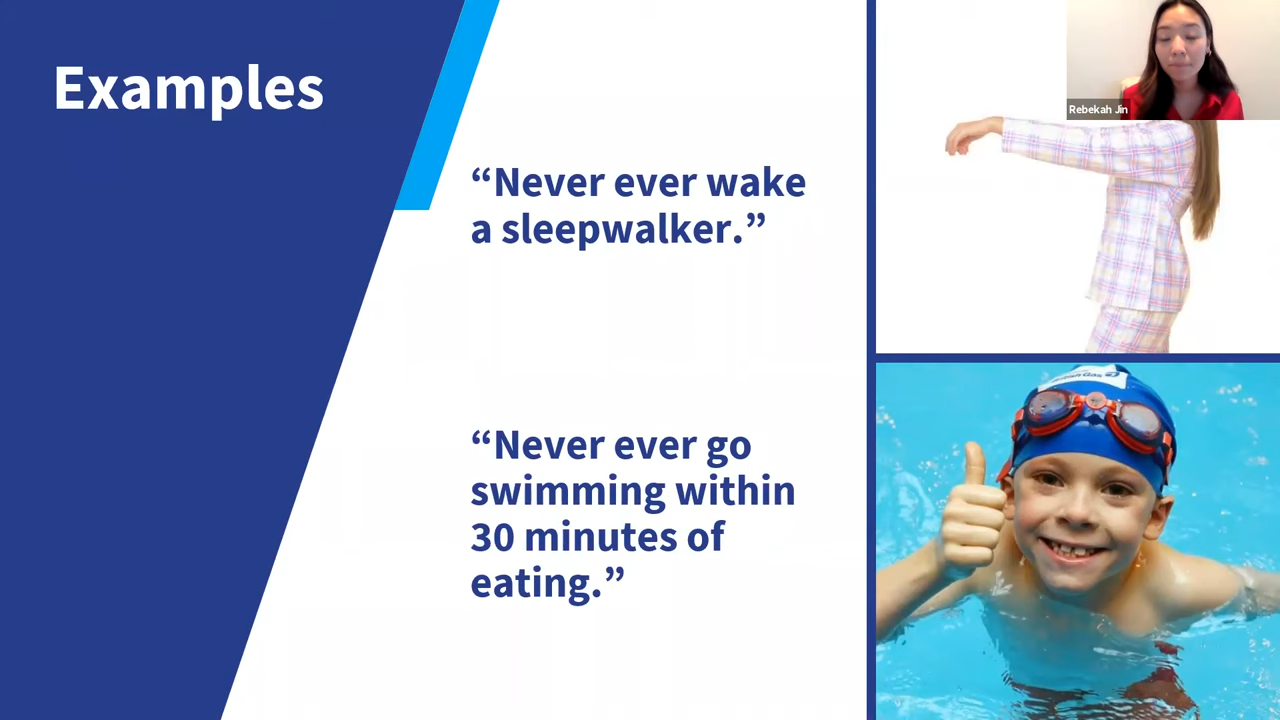 Examples
“Never ever wake
a sleepwalker.”
“Never ever go
swimming within
30 minutes of
eating.”
Rebekah Jin